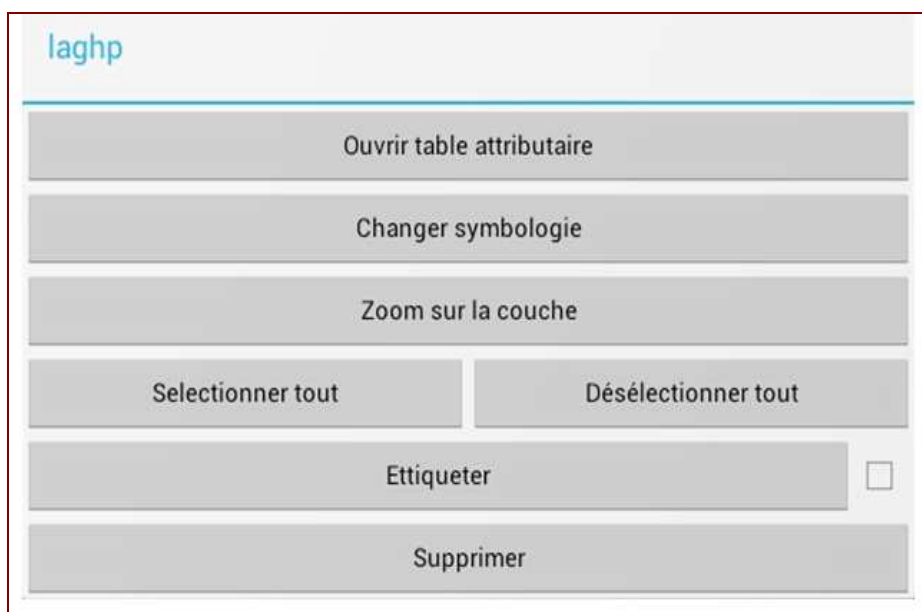 laghp
Ouvrir table attributaire
Changer symbologie
Zoom sur la couche
Selectionner tout
Désélectionner tout
Ettiqueter
Supprimer